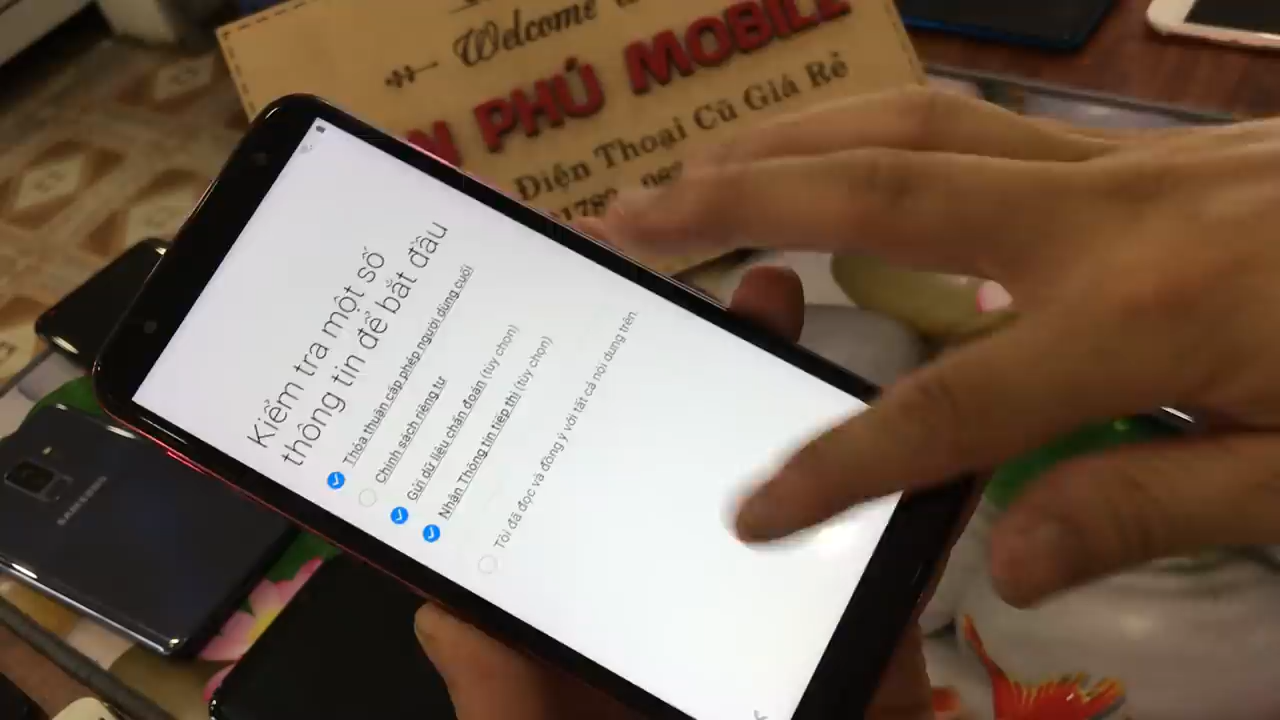 Welcome
N PHÚ MOBILE
Điện Thoại Cũ Giá Rẻ
Kiểm tra một số
thông tin để bắt đầu
Thỏa thuận cấp phép người dùng cuối
Chính sách riêng tư
Gửi dữ liệu chẩn đoán (tùy chọn)
Nhận Thông tin tiếp thị (tùy chọn)
Tôi đã đọc và đồng ý với tất cả nội dung trên.
SAMSUNG